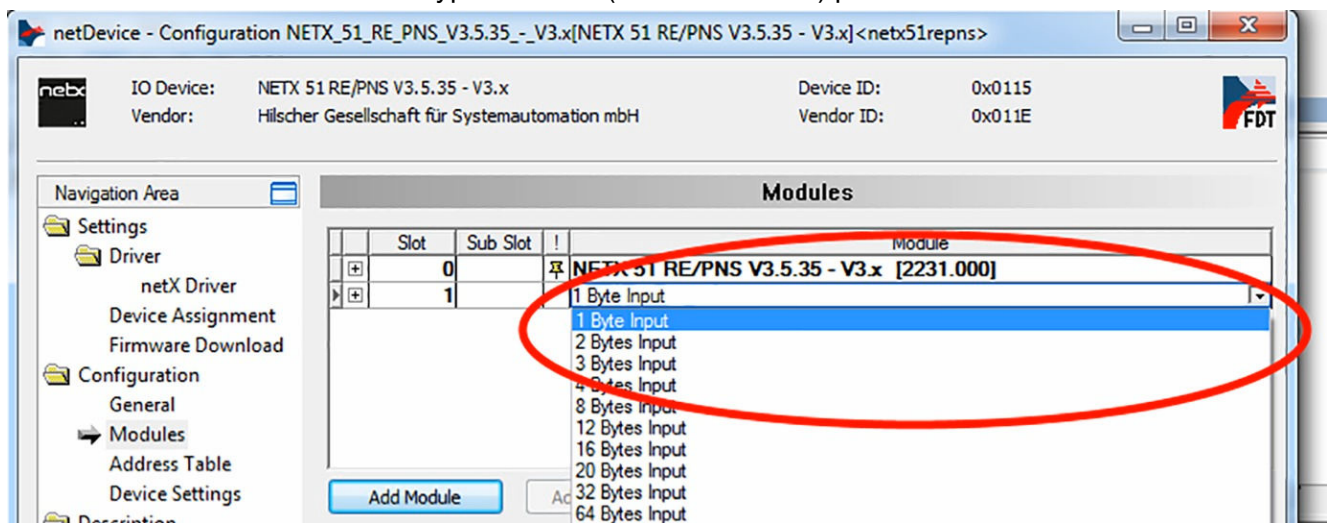 netDevice - Configuration NETX_51_RE_PNS_V3.5.35_-_V3.x[NETX 51 RE/PNS V3.5.35 - V3.x]<netx51repns>
IO Device: NETX 51 RE/PNS V3.5.35 - V3.x Device ID: 0x0115
Vendor: Hilscher Gesellschaft für Systemautomation mbH Vendor ID: 0x011E
netx
FDT
Navigation Area
Modules
Settings
Driver
netX Driver
Device Assignment
Firmware Download
Configuration
General
Modules
Address Table
Device Settings
Description
Slot Sub Slot ! Module
0 NETX 51 RE/PNS V3.5.35 - V3.x [2231.000]
1 1 Byte Input
1 Byte Input
2 Bytes Input
3 Bytes Input
4 Bytes Input
8 Bytes Input
12 Bytes Input
16 Bytes Input
20 Bytes Input
32 Bytes Input
64 Bytes Input
Add Module